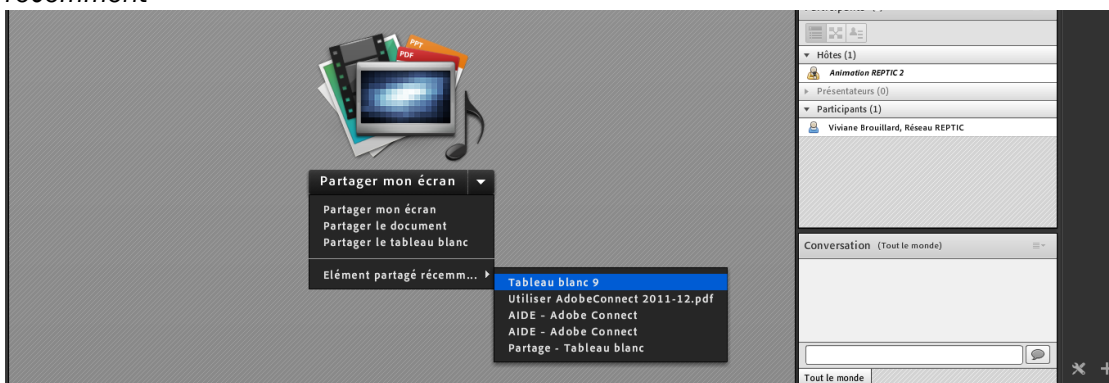 récemment
PPT
PDF
Partager mon écran
Partager mon écran
Partager le document
Partager le tableau blanc
Elément partagé récemm...
Tableau blanc 9
Utiliser AdobeConnect 2011-12.pdf
AIDE - Adobe Connect
AIDE - Adobe Connect
Partage - Tableau blanc
Hôtes (1)
Animation REPTIC 2
Présentateurs (0)
Participants (1)
Viviane Brouillard, Réseau REPTIC
Conversation (Tout le monde)
Tout le monde